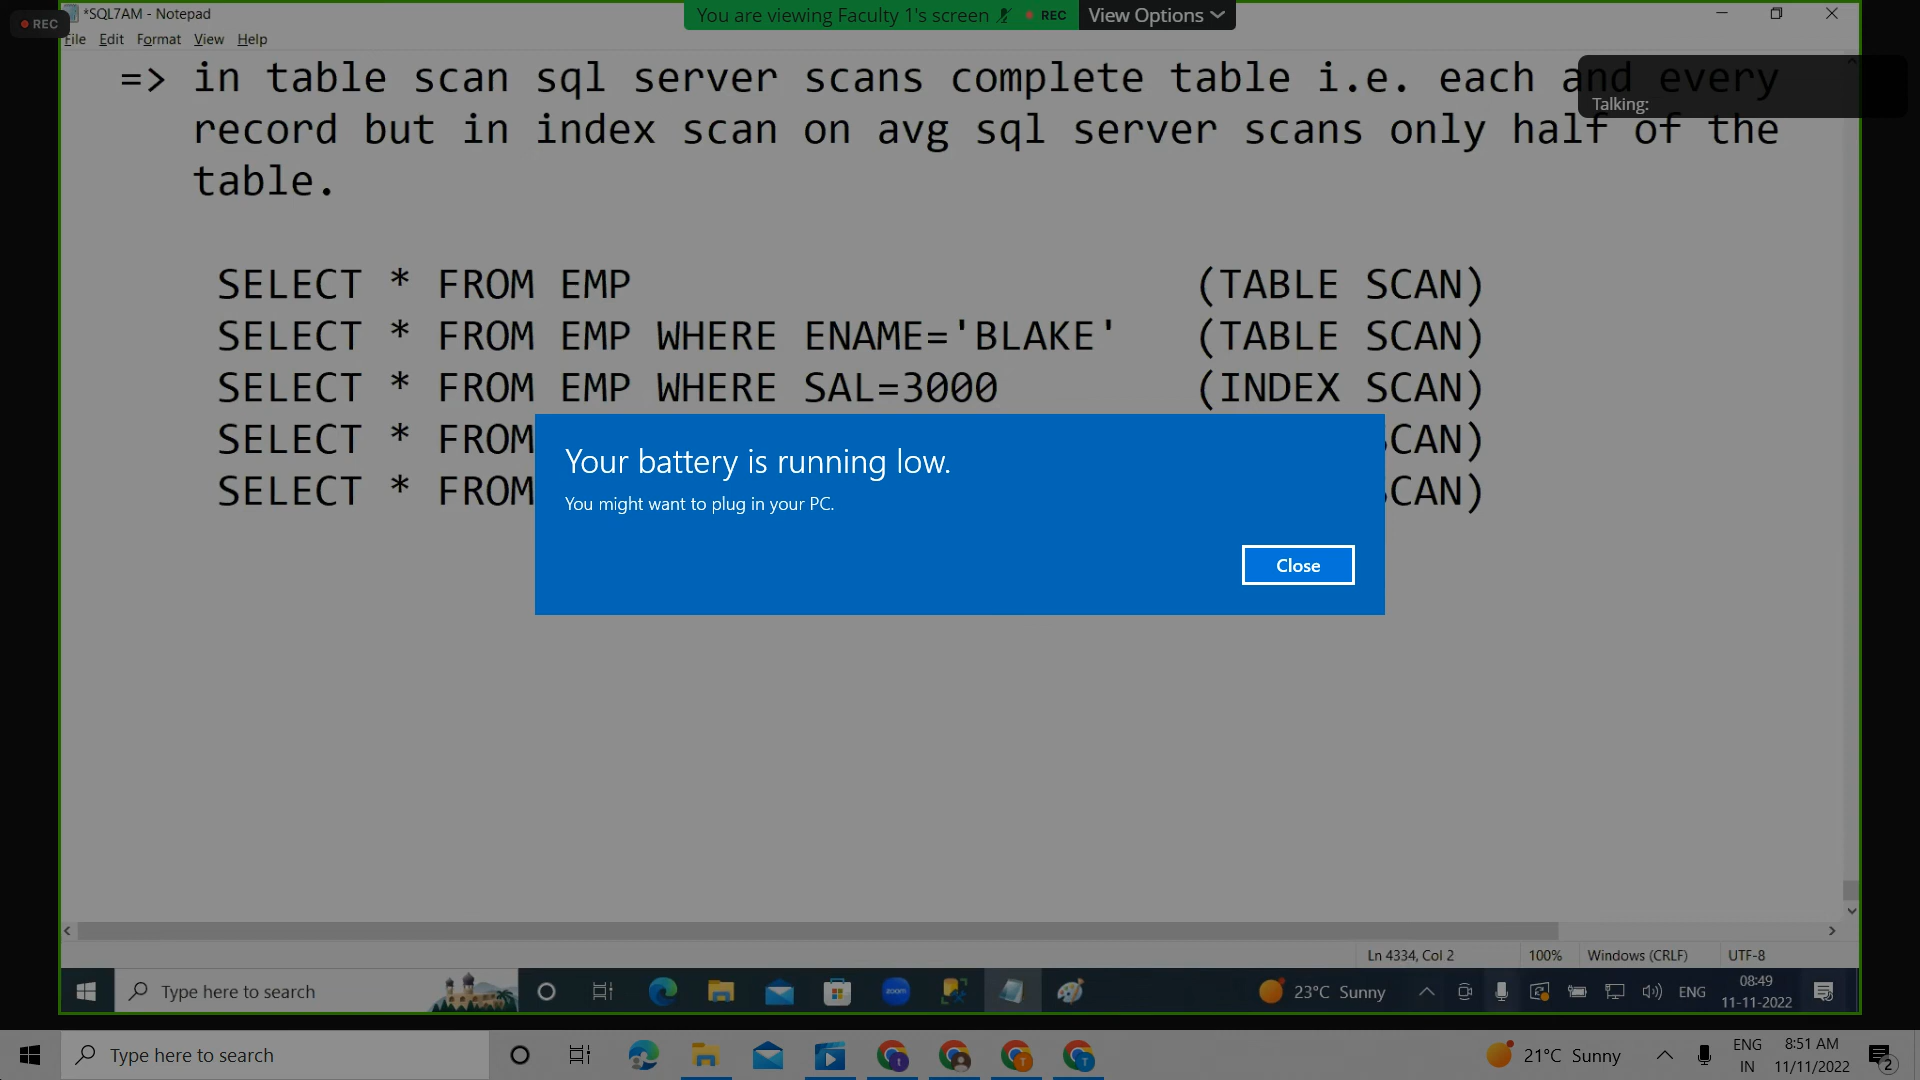 REC
*SQL7AM - Notepad
You are viewing Faculty 1's screen
REC
View Options
File Edit Format View Help
Talking:
=> in table scan sql server scans complete table i.e. each and every
record but in index scan on avg sql server scans only half of the
table.
SELECT * FROM EMP (TABLE SCAN)
SELECT * FROM EMP WHERE ENAME='BLAKE' (TABLE SCAN)
SELECT * FROM EMP WHERE SAL=3000 (INDEX SCAN)
SELECT * FROM CAN)
SELECT * FROM CAN)
Your battery is running low.
You might want to plug in your PC.
Close
Ln 4334, Col 2 100% Windows (CRLF) UTF-8
Type here to search
zoom
23°C Sunny
ENG
08:49
11-11-2022
Type here to search
21°C Sunny
ENG
IN
8:51 AM
11/11/2022
2